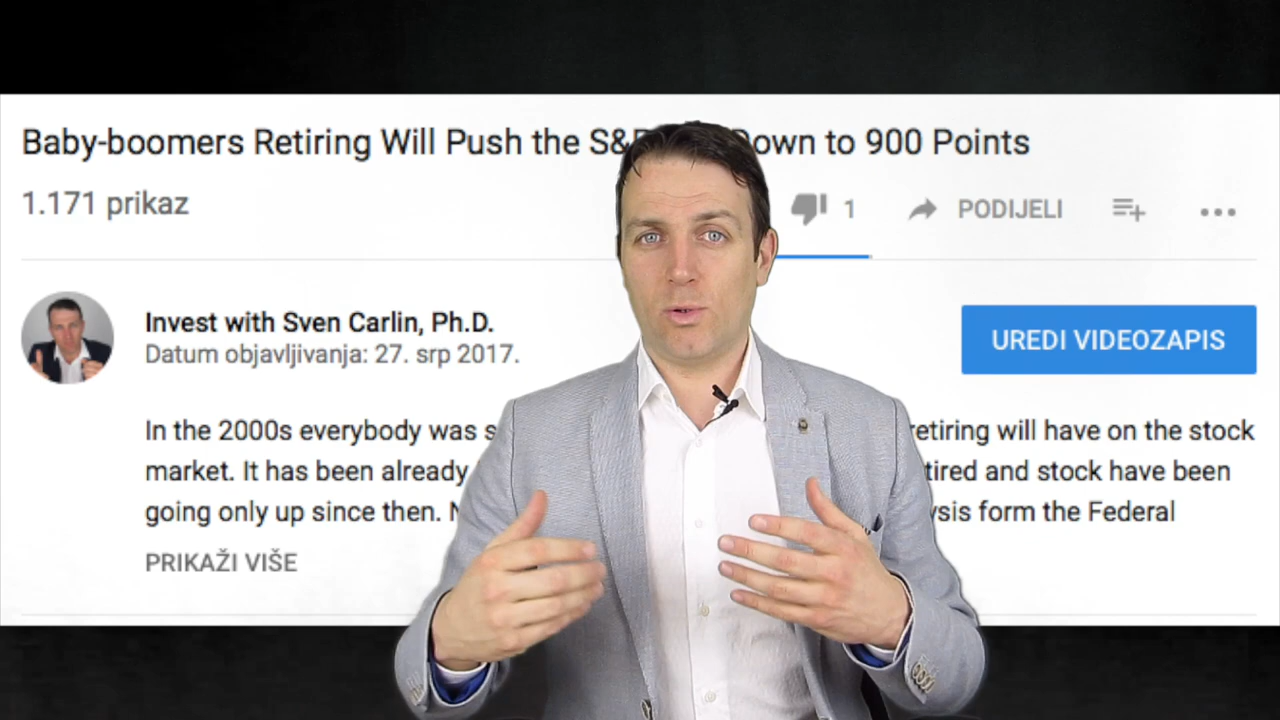 Baby-boomers Retiring Will Push the S& Down to 900 Points
1.171 prikaz
1 PODIJELI
Invest with Sven Carlin, Ph.D.
Datum objavljivanja: 27. srp 2017.
UREDI VIDEOZAPIS
In the 2000s everybody was retiring will have on the stock
market. It has been already and stock have been
going only up since then. form the Federal
PRIKAŽI VIŠE